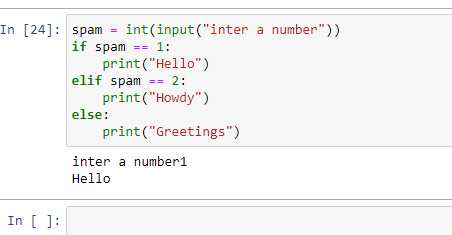 In [24]: spam = int(input("inter a number"))
if spam == 1:
    print("Hello")
elif spam == 2:
    print("Howdy")
else:
    print("Greetings")
inter a number1
Hello
In [ ]: